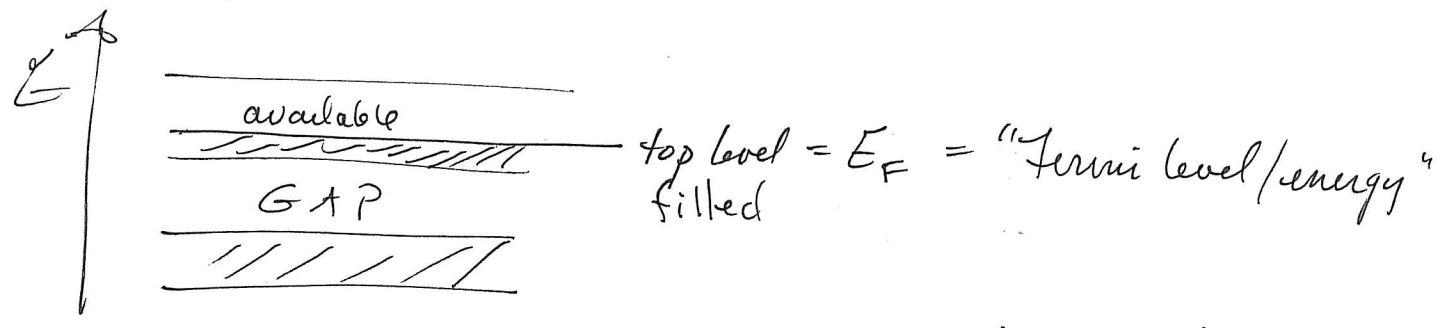 E
available
top level = E_F = "Fermi level/energy"
filled
GAP